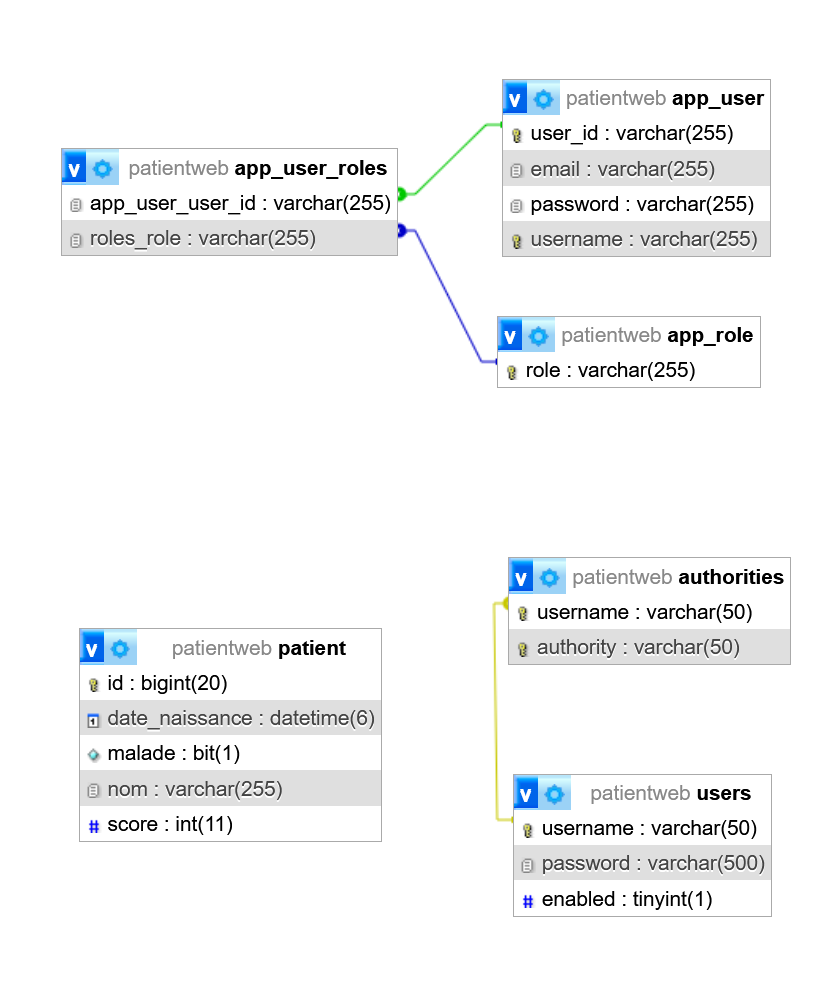 v patientweb app_user_roles
app_user_user_id : varchar(255)
roles_role : varchar(255)
v patientweb app_user
user_id : varchar(255)
email : varchar(255)
password : varchar(255)
username : varchar(255)
v patientweb app_role
role : varchar(255)
v patientweb patient
id : bigint(20)
date_naissance : datetime(6)
malade : bit(1)
nom : varchar(255)
# score : int(11)
v patientweb authorities
username : varchar(50)
authority : varchar(50)
v patientweb users
username : varchar(50)
password : varchar(500)
# enabled : tinyint(1)